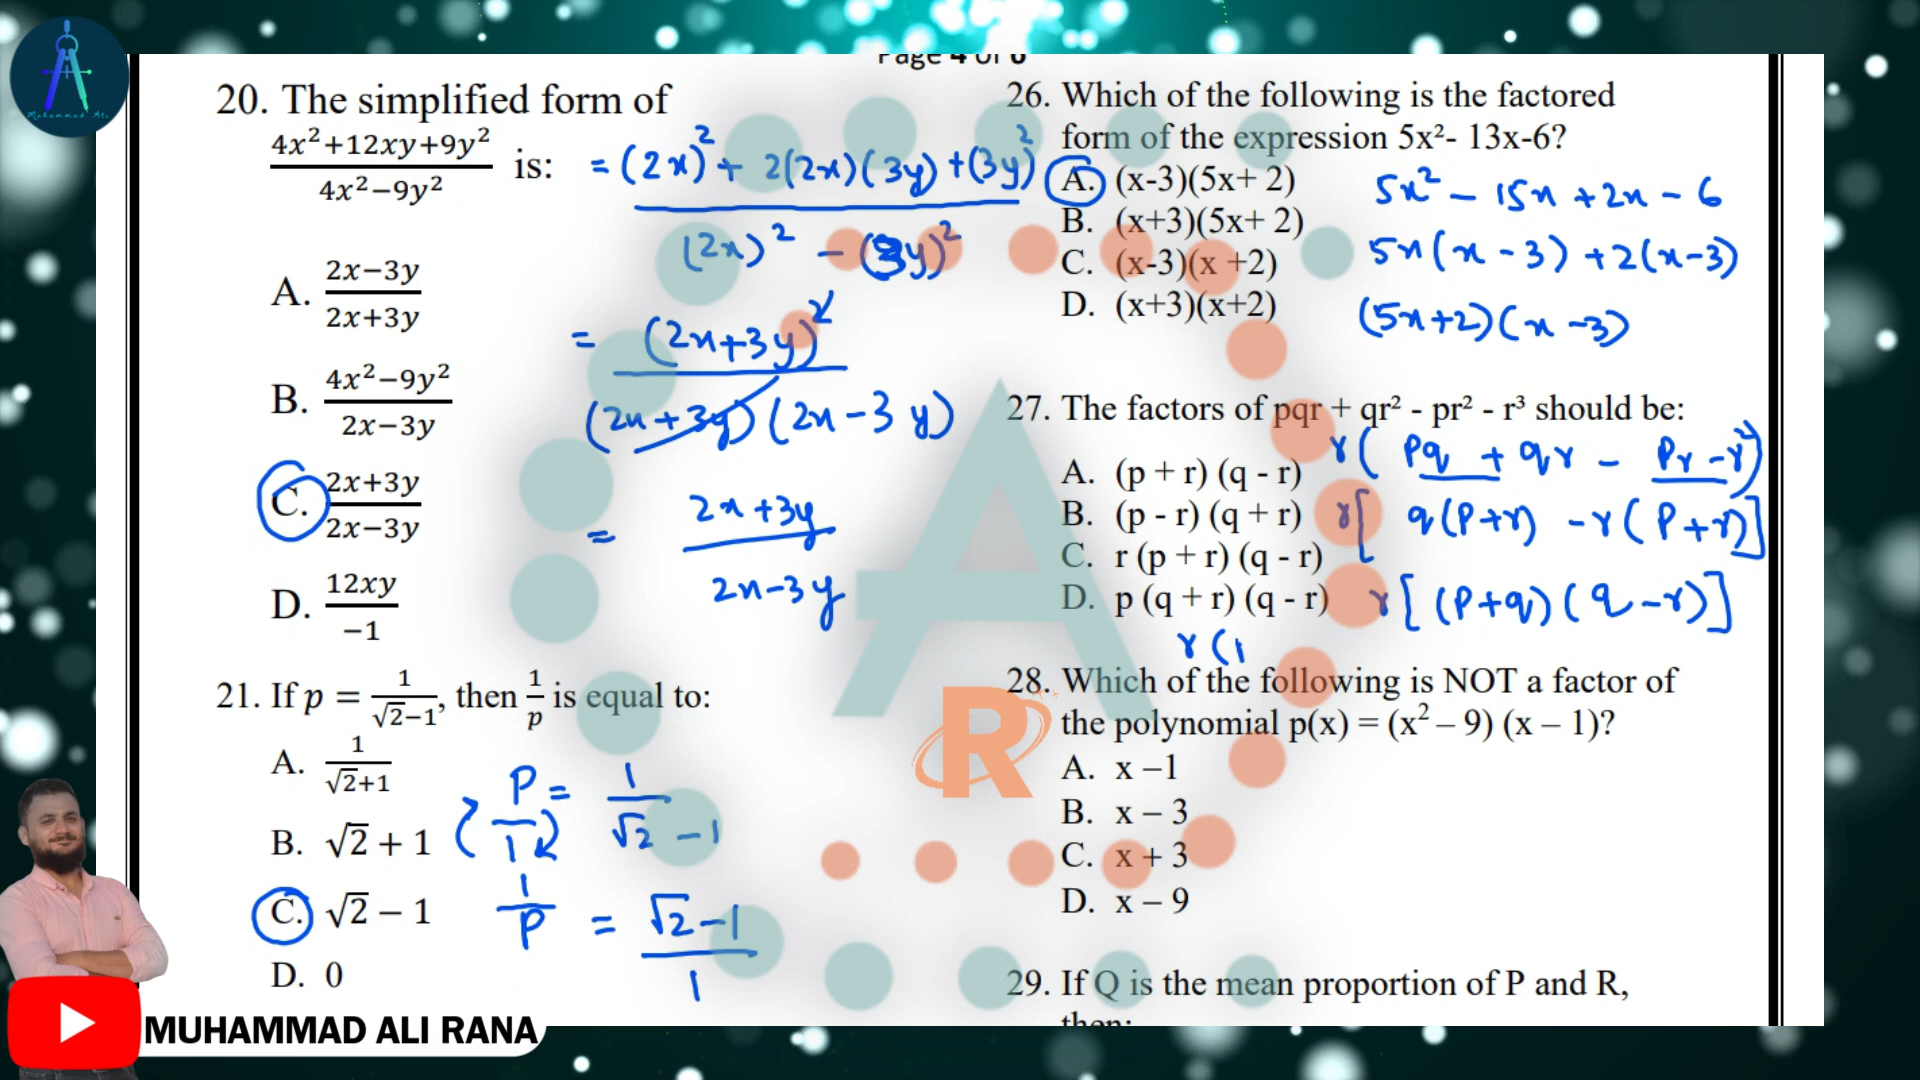 Page 4 of 6
20. The simplified form of
4x²+12xy+9y²
4x²−9y²
is:
= (2x)² + 2(2x)(3y) + (3y)²
(2x)² − (3y)²
A. 2x−3y
2x+3y
= (2x+3y)²
(2x+3y)(2x−3y)
B. 4x²−9y²
2x−3y
C. 2x+3y
2x−3y
= 2x+3y
2x−3y
D. 12xy
−1
21. If p = 1/√2−1, then 1/p is equal to:
A. 1
√2+1
B. √2 + 1
C. √2 − 1
D. 0
P/1 = 1/√2 − 1
1/P = √2−1/1
26. Which of the following is the factored
form of the expression 5x²- 13x-6?
A. (x-3)(5x+ 2)
B. (x+3)(5x+ 2)
C. (x-3)(x +2)
D. (x+3)(x+2)
5x² − 15x + 2x − 6
5x(x − 3) + 2(x−3)
(5x+2)(x −3)
27. The factors of pqr + qr² - pr² - r³ should be:
A. (p + r) (q - r)
B. (p - r) (q + r)
C. r (p + r) (q - r)
D. p (q + r) (q - r)
r( pq + qr − pr − r²)
r[ q(p+r) − r(p+r)]
r[ (p+q)(q−r)]
r(
28. Which of the following is NOT a factor of
the polynomial p(x) = (x² – 9) (x – 1)?
A. x –1
B. x – 3
C. x + 3
D. x – 9
29. If Q is the mean proportion of P and R,
then:
Muhammad Ali
A
R
MUHAMMAD ALI RANA